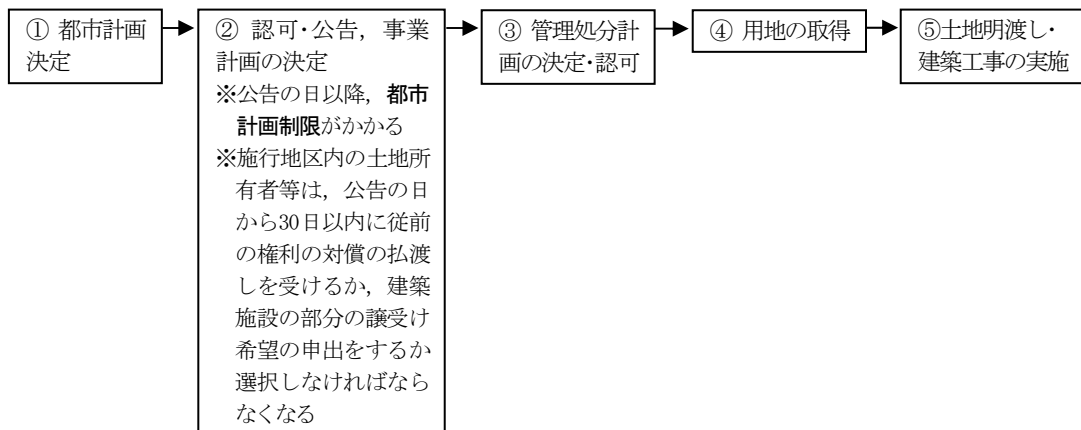 ① 都市計画
決定
② 認可・公告，事業
計画の決定
※公告の日以降，都市
計画制限がかかる
※施行地区内の土地所
有者等は，公告の日
から30日以内に従前
の権利の対償の払渡
しを受けるか，建築
施設の部分の譲受け
希望の申出をするか
選択しなければなら
なくなる
③ 管理処分計
画の決定・認可
④ 用地の取得
⑤土地明渡し・
建築工事の実施